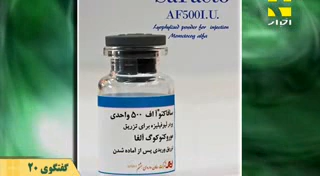 SaFacto
AF500I.U.
Lyophilized powder for injection
Moroctocog alfa
سافاکتو آ اف ۵۰۰ واحدی
پودر لیوفیلیزه برای تزریق
موروکتوکوگ آلفا
تزریق وریدی پس از آماده شدن
گفتگوی ۲۰